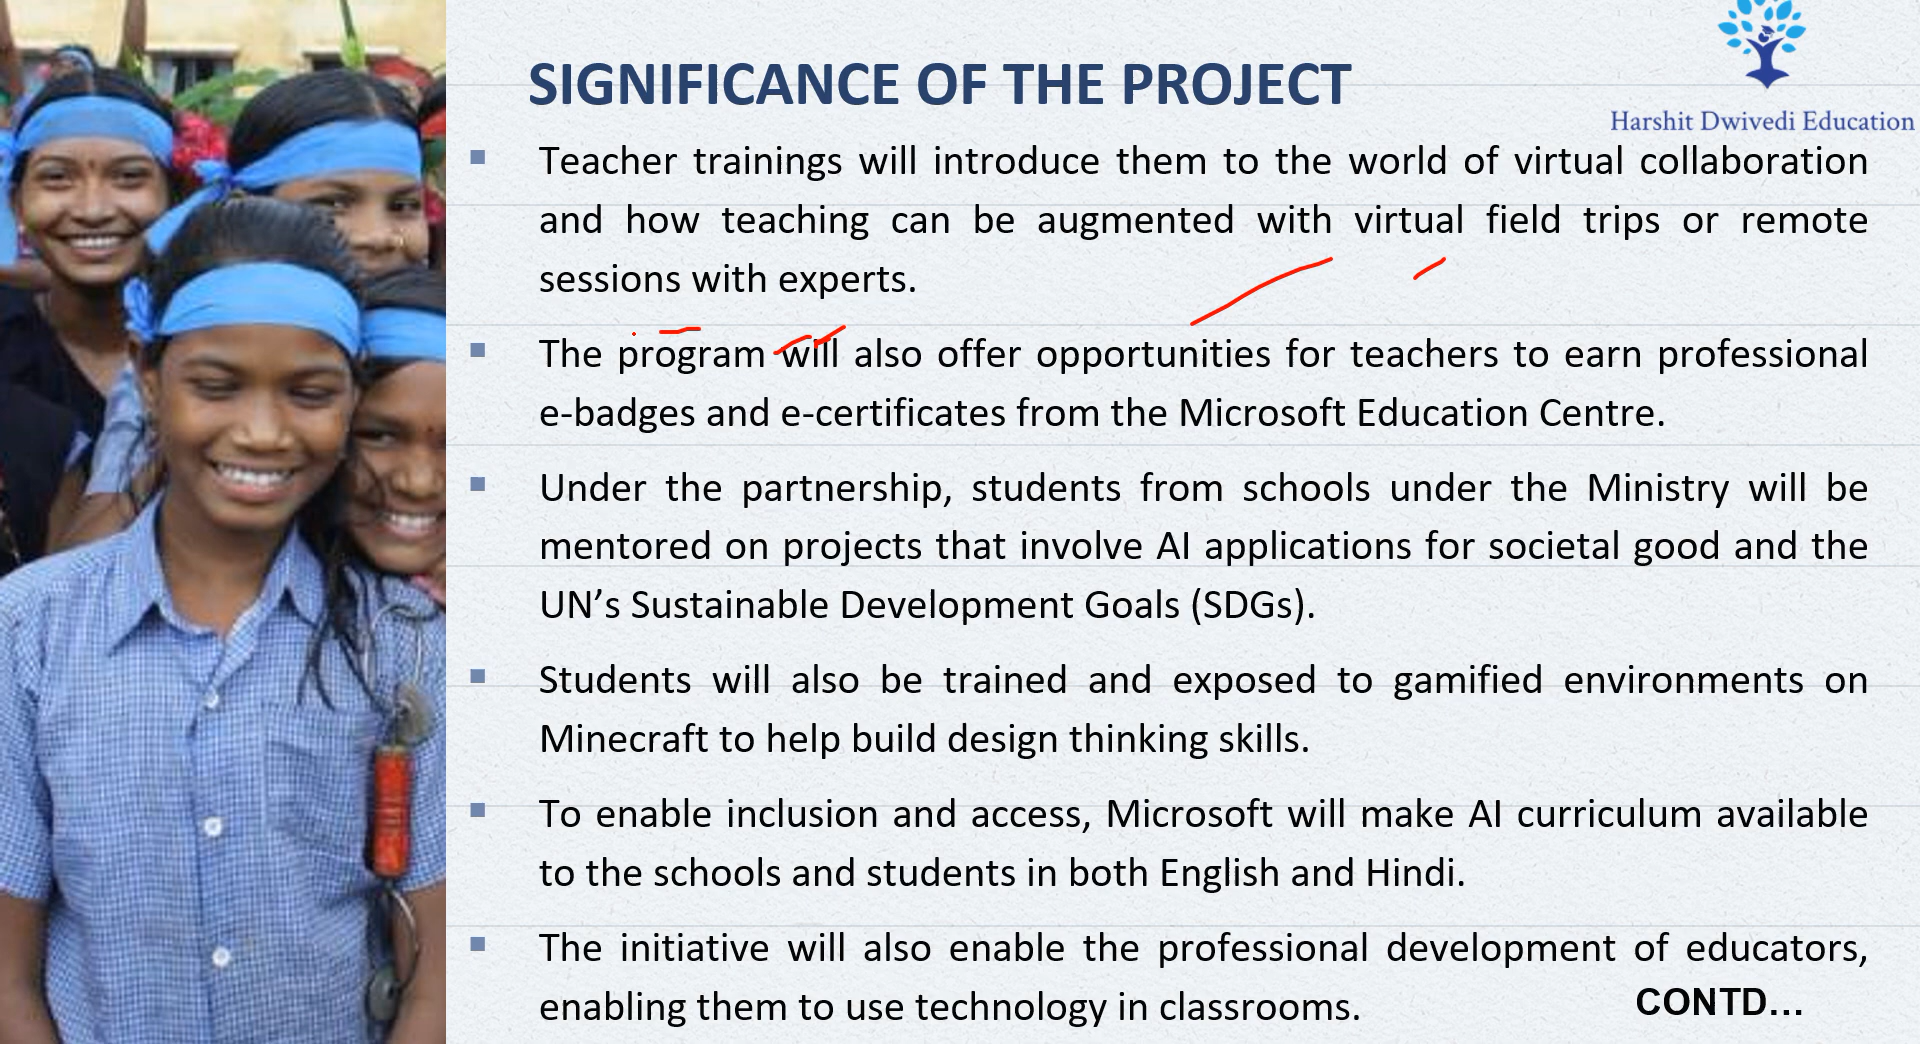 SIGNIFICANCE OF THE PROJECT
Harshit Dwivedi Education
▪ Teacher trainings will introduce them to the world of virtual collaboration
and how teaching can be augmented with virtual field trips or remote
sessions with experts.
▪ The program will also offer opportunities for teachers to earn professional
e-badges and e-certificates from the Microsoft Education Centre.
▪ Under the partnership, students from schools under the Ministry will be
mentored on projects that involve AI applications for societal good and the
UN’s Sustainable Development Goals (SDGs).
▪ Students will also be trained and exposed to gamified environments on
Minecraft to help build design thinking skills.
▪ To enable inclusion and access, Microsoft will make AI curriculum available
to the schools and students in both English and Hindi.
▪ The initiative will also enable the professional development of educators,
enabling them to use technology in classrooms.
CONTD...